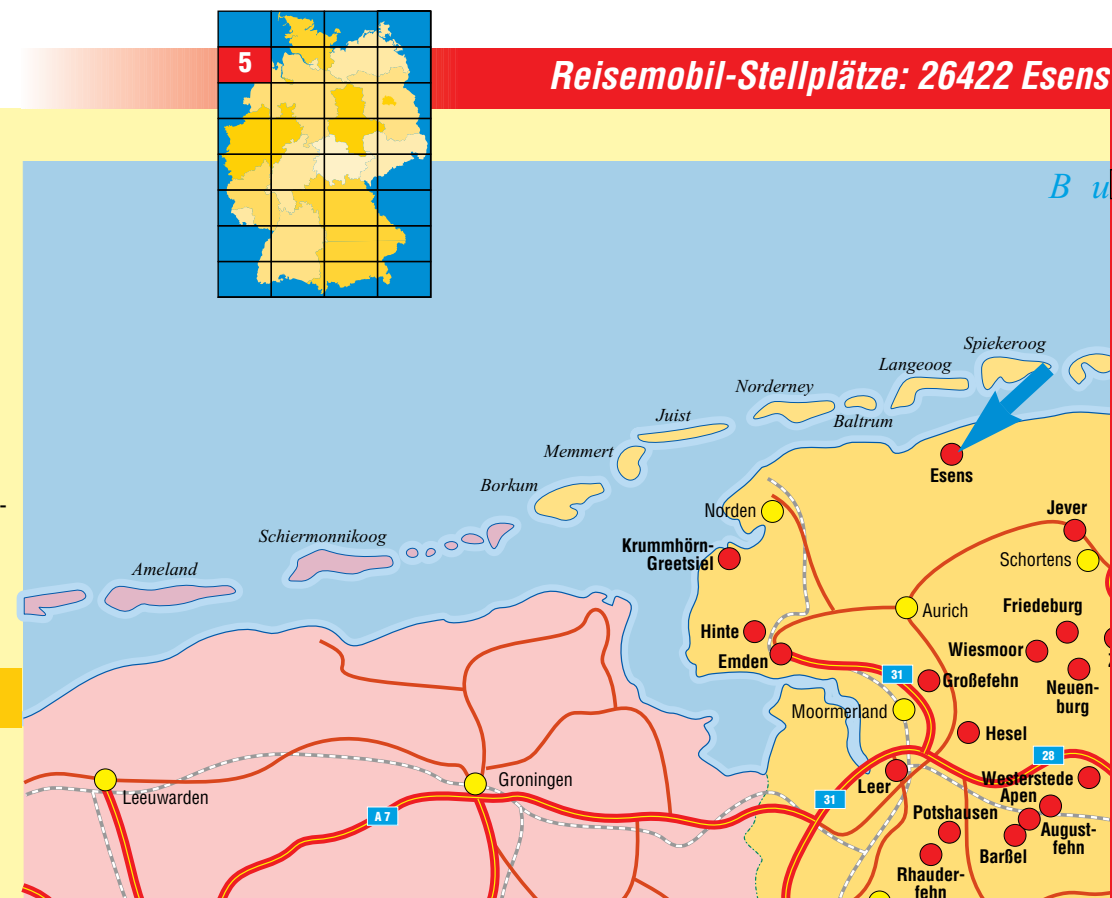 5
Reisemobil-Stellplätze: 26422 Esens
B u
Spiekeroog
Langeoog
Norderney
Baltrum
Juist
Memmert
Borkum
Schiermonnikoog
Ameland
Esens
Norden
Jever
Krummhörn-
Greetsiel
Schortens
Aurich
Friedeburg
Hinte
Wiesmoor
Emden
31
Großefehn
Neuen-
burg
Moormerland
Hesel
28
Groningen
Leeuwarden
Leer
Westerstede
31
Apen
A 7
Potshausen
August-
fehn
Barßel
Rhauder-
fehn